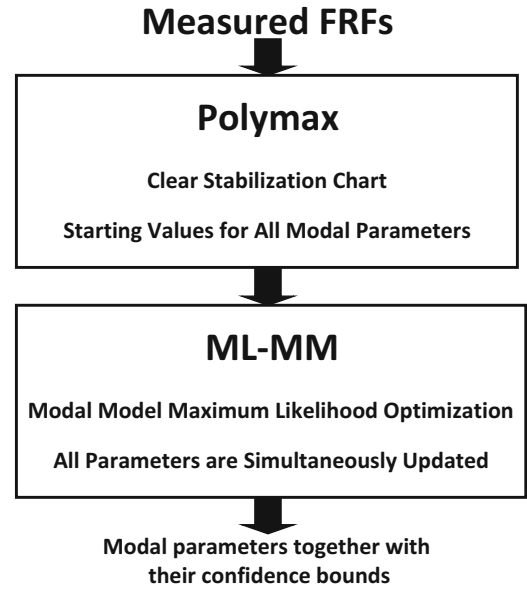 Measured FRFs
Polymax
Clear Stabilization Chart
Starting Values for All Modal Parameters
ML-MM
Modal Model Maximum Likelihood Optimization
All Parameters are Simultaneously Updated
Modal parameters together with
their confidence bounds